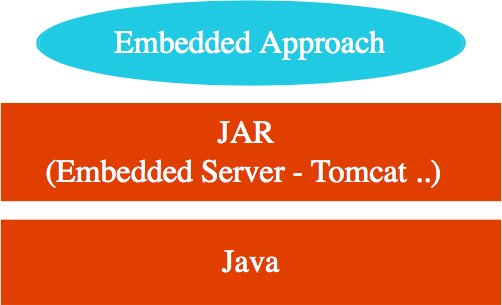 Embedded Approach
JAR
(Embedded Server - Tomcat ..)
Java